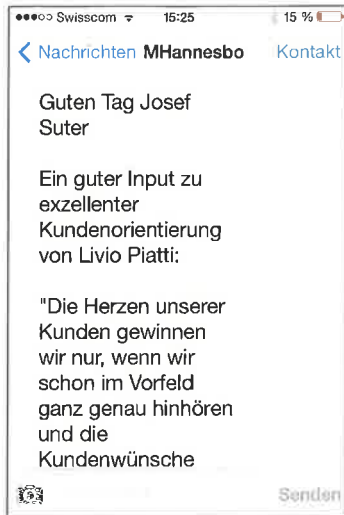 Swisscom 15:25 15 %
Nachrichten MHannesbo Kontakt
Guten Tag Josef
Suter
Ein guter Input zu
exzellenter
Kundenorientierung
von Livio Piatti:
"Die Herzen unserer
Kunden gewinnen
wir nur, wenn wir
schon im Vorfeld
ganz genau hinhören
und die
Kundenwünsche
Senden